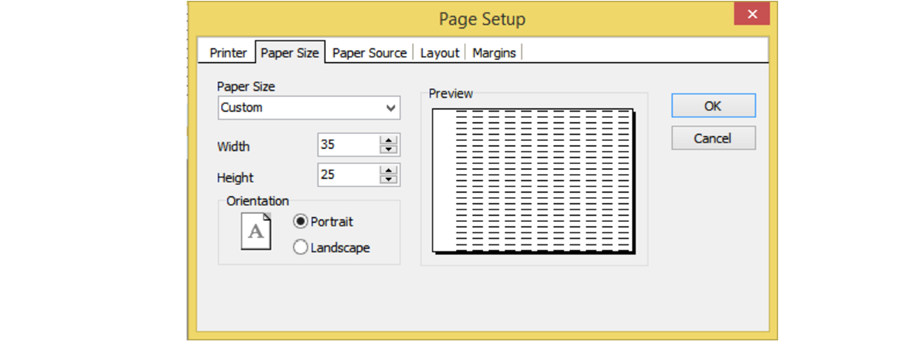 Page Setup
Printer Paper Size Paper Source Layout Margins
Paper Size
Custom
Width 35
Height 25
Orientation
A
Portrait
Landscape
Preview
OK
Cancel